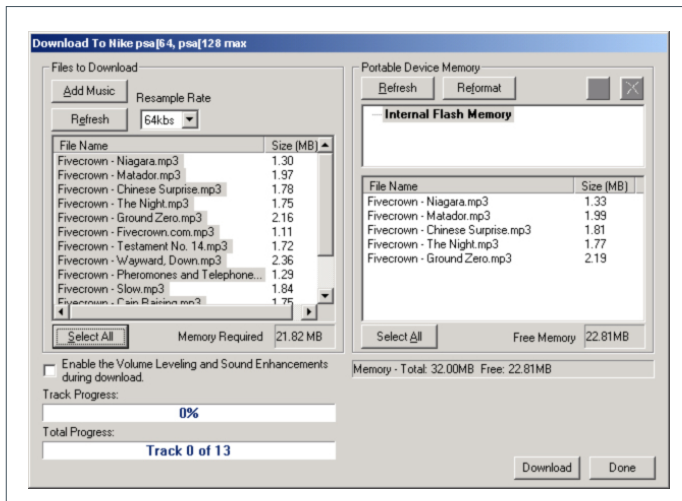 Download To Nike psa[64, psa[128 max
Files to Download
Add Music
Resample Rate
Refresh
64kbs
File Name Size (MB)
Fivecrown - Niagara.mp3 1.30
Fivecrown - Matador.mp3 1.97
Fivecrown - Chinese Surprise.mp3 1.78
Fivecrown - The Night.mp3 1.75
Fivecrown - Ground Zero.mp3 2.16
Fivecrown - Fivecrown.com.mp3 1.11
Fivecrown - Testament No. 14.mp3 1.72
Fivecrown - Wayward, Down.mp3 2.36
Fivecrown - Pheromones and Telephone... 1.29
Fivecrown - Slow.mp3 1.84
Fivecrown - Cain Raising.mp3 1.75
Select All
Memory Required 21.82 MB
Enable the Volume Leveling and Sound Enhancements
during download.
Track Progress:
0%
Total Progress:
Track 0 of 13
Portable Device Memory
Refresh
Reformat
Internal Flash Memory
File Name Size (MB)
Fivecrown - Niagara.mp3 1.33
Fivecrown - Matador.mp3 1.99
Fivecrown - Chinese Surprise.mp3 1.81
Fivecrown - The Night.mp3 1.77
Fivecrown - Ground Zero.mp3 2.19
Select All
Free Memory 22.81MB
Memory - Total: 32.00MB Free: 22.81MB
Download
Done